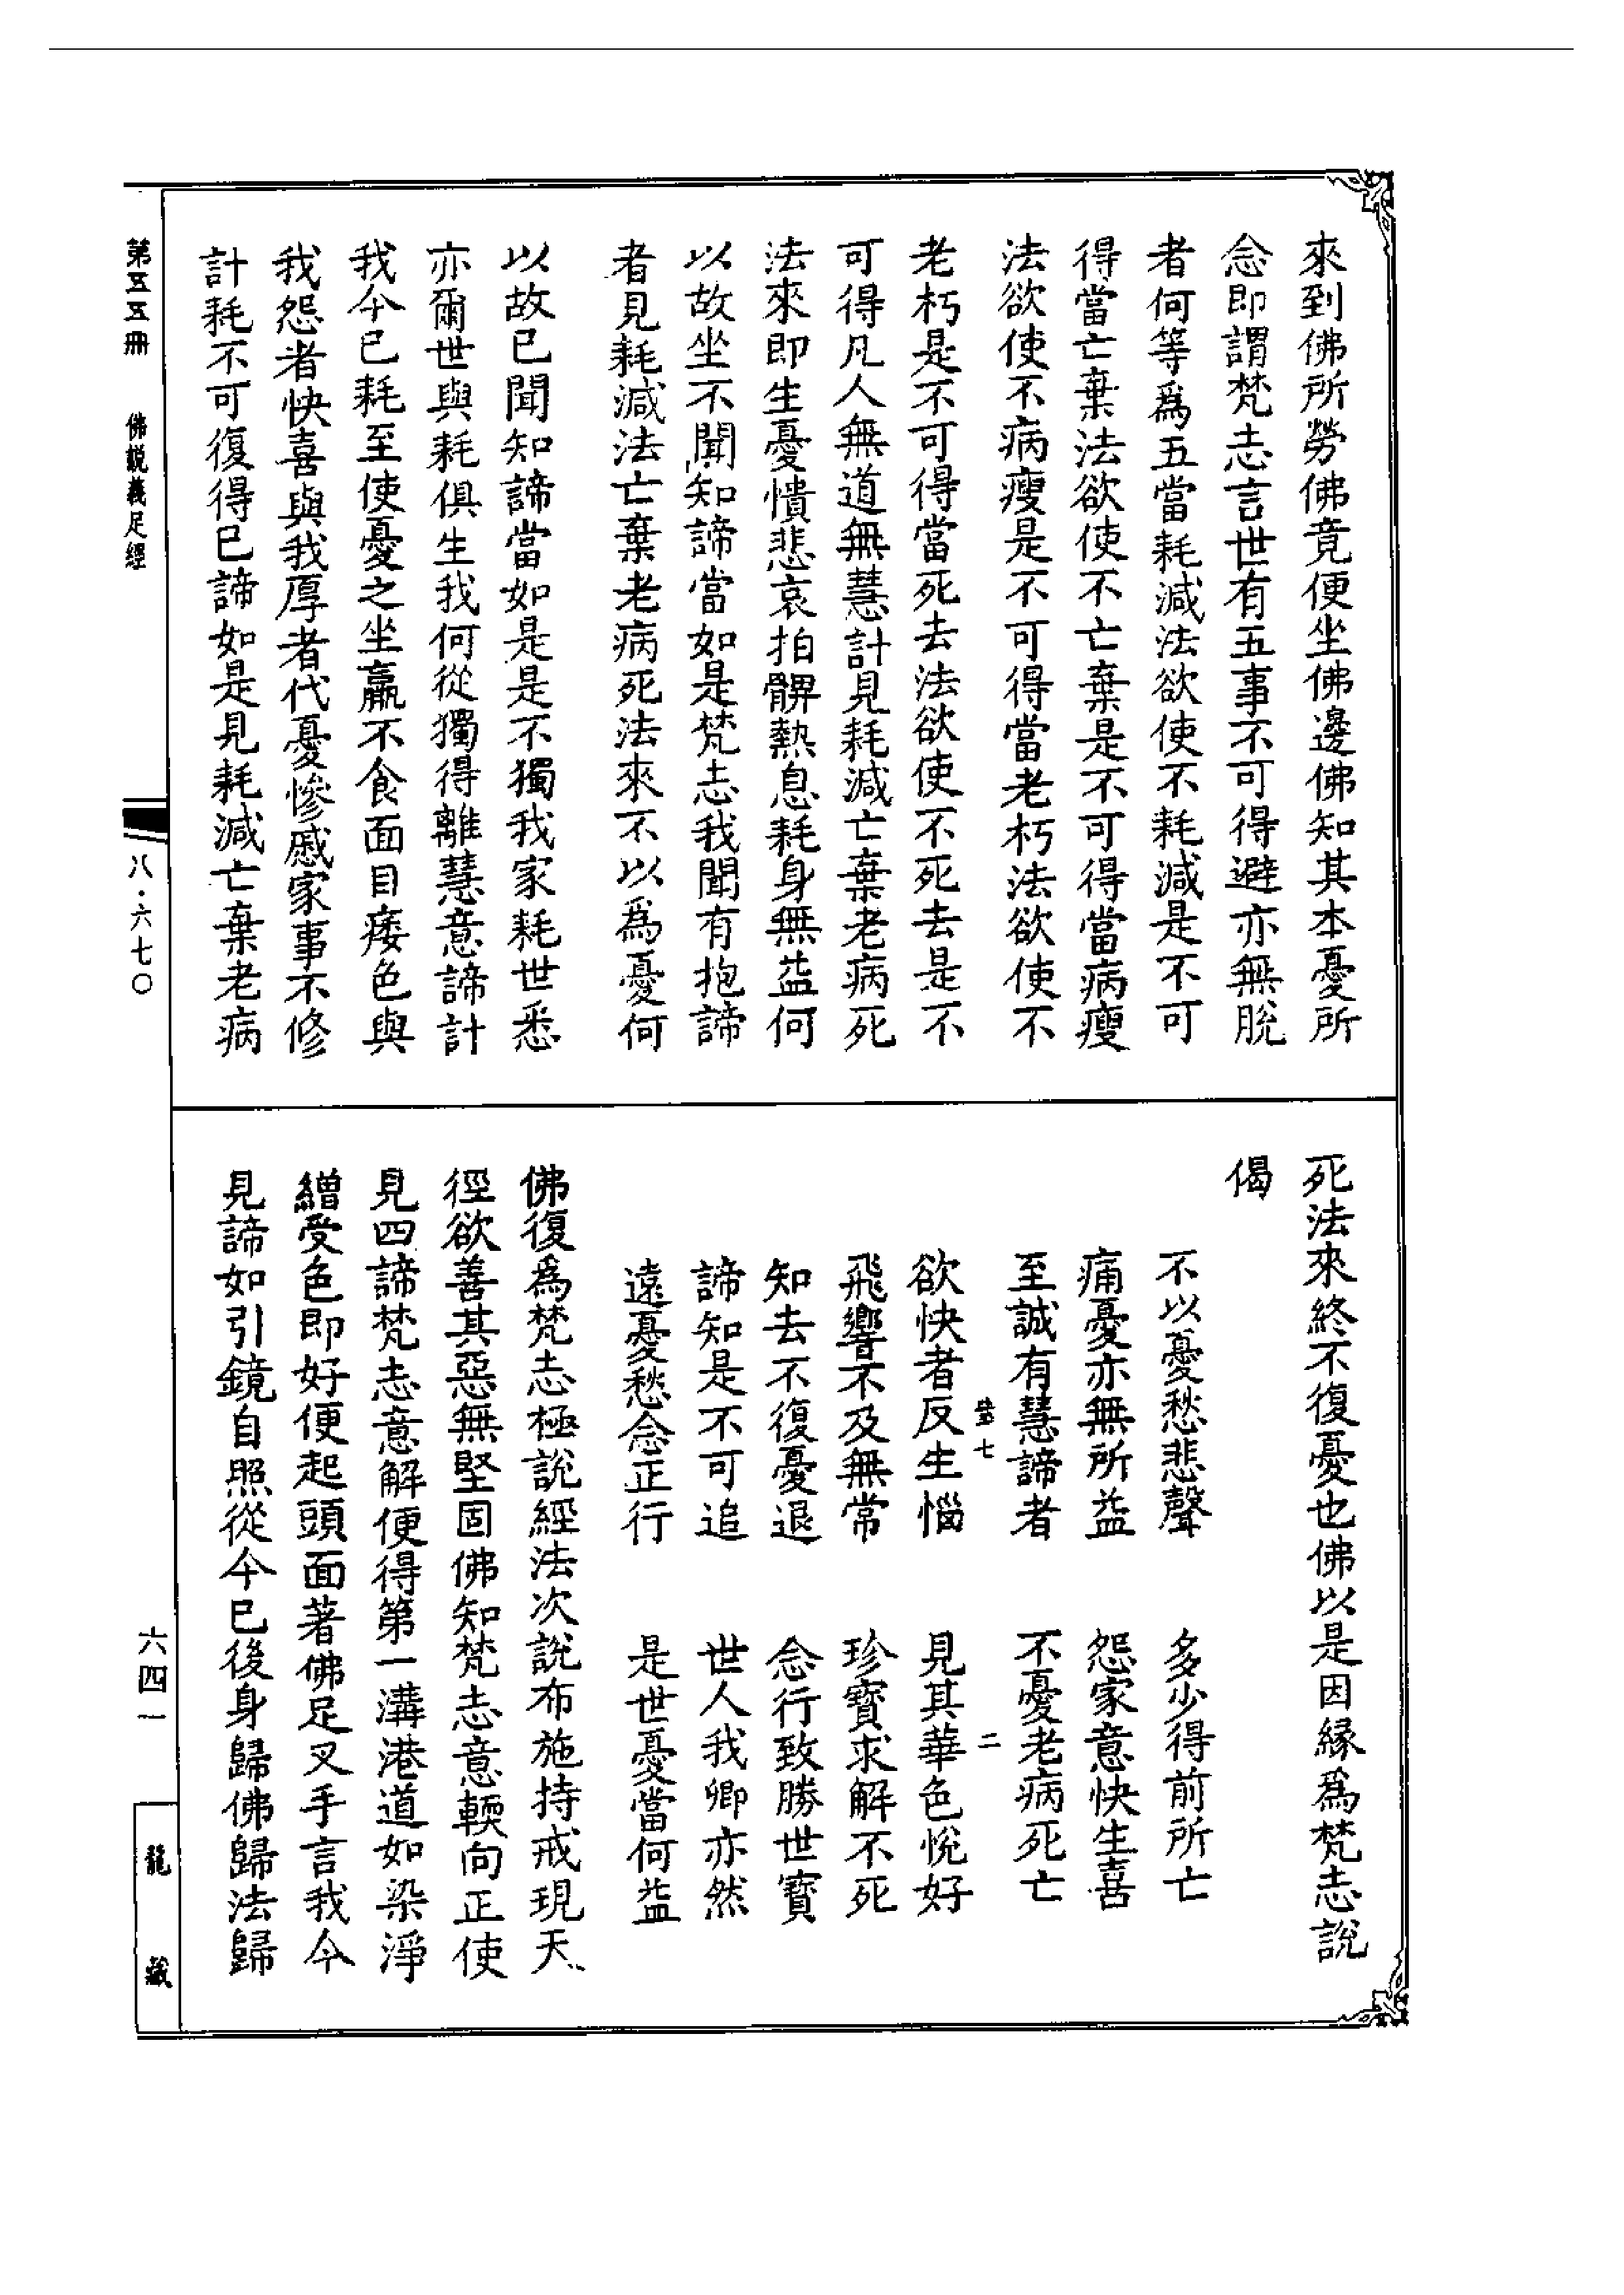 來到佛所勞佛竟便坐佛邊佛知其本憂所
念即謂梵志言世有五事不可得避亦無脫
者何等為五當耗減法欲使不耗減是不可
得當亡棄法欲使不亡棄是不可得當病瘦
法欲使不病瘦是不可得當老朽法欲使不
老朽是不可得當死去法欲使不死去是不
可得凡人無道無慧計見耗減亡棄老病死
法來即生憂憒悲哀拍髀熱息耗身無益何
以故坐不聞知諦當如是梵志我聞有抱諦
者見耗減法亡棄老病死法來不以為憂何
以故已聞知諦當如是是不獨我家耗世悉
亦爾世與耗俱生我何從獨得離慧意諦計
我今已耗至使憂之坐羸不食面目痿色與
我怨者快喜與我厚者代憂慘慼家事不修
計耗不可復得已諦如是見耗減亡棄老病
死法來終不復憂也佛以是因緣為梵志說
偈
不以憂愁悲聲 多少得前所亡
痛憂亦無所益 怨家意快生喜
至誠有慧諦者 不憂老病死亡
欲快者反生惱 見其華色悅好
飛響不及無常 珍寶求解不死
知去不復憂退 念行致勝世寶
諦知是不可追 世人我卿亦然
遠憂愁念正行 是世憂當何益
佛復為梵志極說經法次說布施持戒現天
徑欲善其惡無堅固佛知梵志意輭向正使
見四諦梵志意解便得第一溝港道如染淨
繒受色即好便起頭面著佛足叉手言我今
見諦如引鏡自照從今已後身歸佛歸法歸
七
二
第五五冊 佛說義足經
八·六七〇
六四一
龍藏